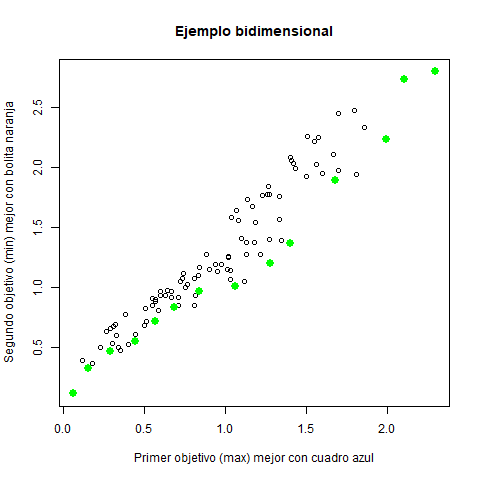 Ejemplo bidimensional
Segundo objetivo (min) mejor con bolita naranja
2.5
2.0
1.5
1.0
0.5
0.0 0.5 1.0 1.5 2.0
Primer objetivo (max) mejor con cuadro azul